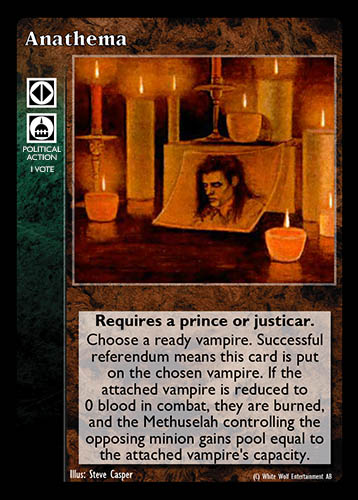 Anathema
POLITICAL
ACTION
1 VOTE
Requires a prince or justicar.
Choose a ready vampire. Successful
referendum means this card is put
on the chosen vampire. If the
attached vampire is reduced to
0 blood in combat, they are burned,
and the Methuselah controlling the
opposing minion gains pool equal to
the attached vampire's capacity.
Illus: Steve Casper
(C) White Wolf Entertainment AB